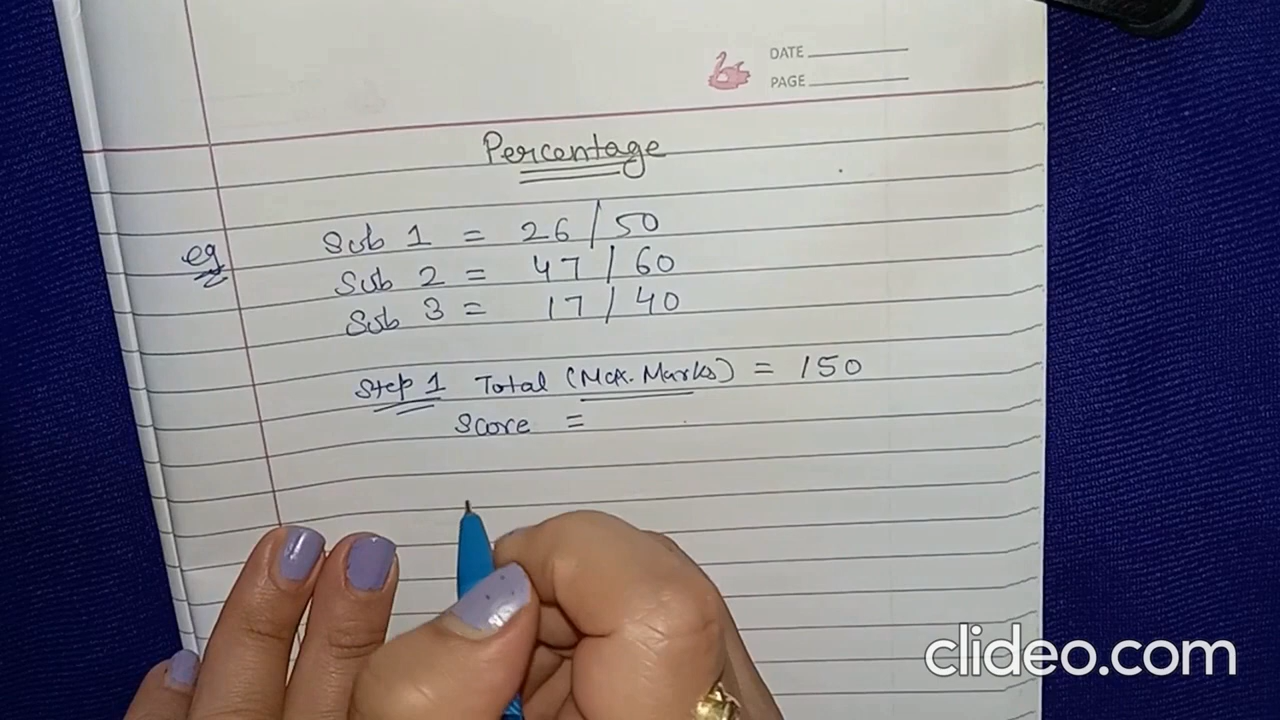 DATE
PAGE
Percentage
eg
Sub 1 = 26/50
Sub 2 = 47/60
Sub 3 = 17/40
Step 1 Total (Max. Marks) = 150
Score =
clideo.com